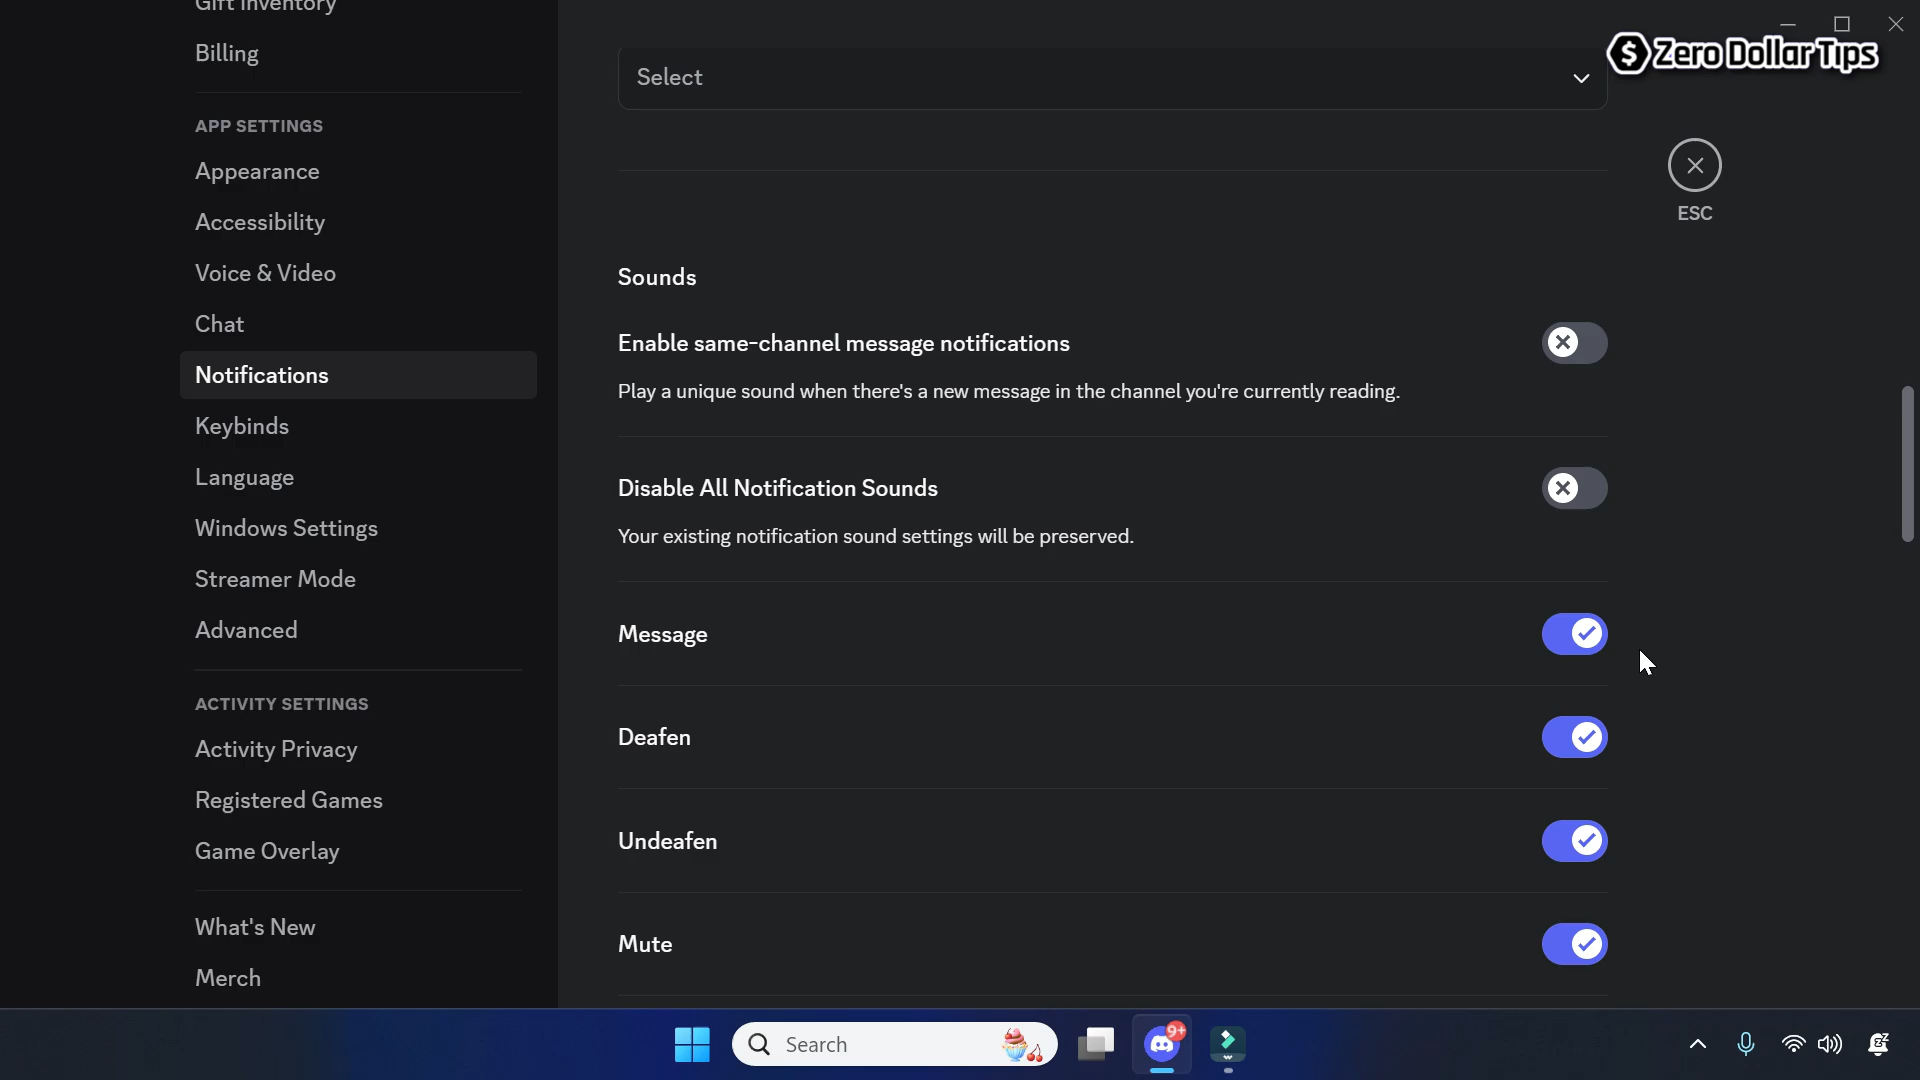 Gift Inventory
Billing
APP SETTINGS
Appearance
Accessibility
Voice & Video
Chat
Notifications
Keybinds
Language
Windows Settings
Streamer Mode
Advanced
ACTIVITY SETTINGS
Activity Privacy
Registered Games
Game Overlay
What's New
Merch
Select
$ Zero Dollar Tips
ESC
Sounds
Enable same-channel message notifications
Play a unique sound when there's a new message in the channel you're currently reading.
Disable All Notification Sounds
Your existing notification sound settings will be preserved.
Message
Deafen
Undeafen
Mute
Search
9+